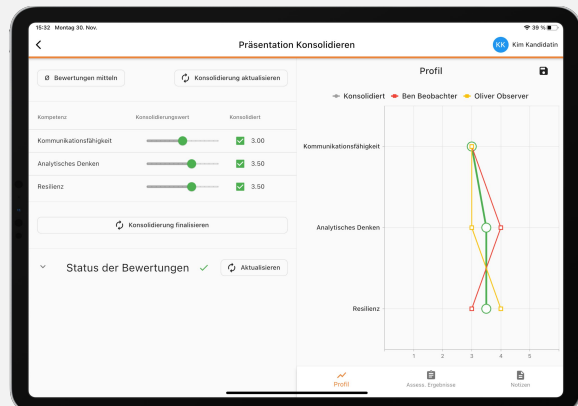 15:32 Montag 30. Nov.
39 %
Präsentation Konsolidieren
KK Kim Kandidatin
Ø Bewertungen mitteln
Konsolidierung aktualisieren
Kompetenz Konsolidierungswert Konsolidiert
Kommunikationsfähigkeit 3.00
Analytisches Denken 3.50
Resilienz 3.50
Konsolidierung finalisieren
Status der Bewertungen
Aktualisieren
Profil
Konsolidiert Ben Beobachter Oliver Observer
Kommunikationsfähigkeit
Analytisches Denken
Resilienz
1 2 3 4 5
Profil Assess. Ergebnisse Notizen